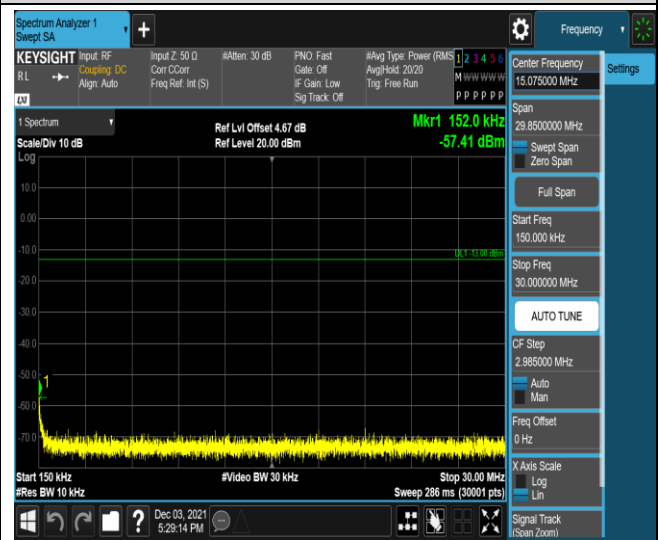 Spectrum Analyzer 1
Swept SA
+
Frequency
KEYSIGHT
RL
LXI
Input: RF
Coupling: DC
Align: Auto
Input Z: 50 Ω
Corr CCorr
Freq Ref: Int (S)
#Atten: 30 dB
PNO: Fast
Gate: Off
IF Gain: Low
Sig Track: Off
#Avg Type: Power (RMS
Avg|Hold: 20/20
Trig: Free Run
1 2 3 4 5 6
M W W W W W
P P P P P P
1 Spectrum
Scale/Div 10 dB
Ref Lvl Offset 4.67 dB
Ref Level 20.00 dBm
Mkr1 152.0 kHz
-57.41 dBm
Log
10.0
0.00
-10.0
DL1 -13.00 dBm
-20.0
-30.0
-40.0
-50.0
1
-60.0
-70.0
Start 150 kHz
#Res BW 10 kHz
#Video BW 30 kHz
Stop 30.00 MHz
Sweep 286 ms (30001 pts)
Dec 03, 2021
5:29:14 PM
?
Center Frequency
15.075000 MHz
Span
29.8500000 MHz
Swept Span
Zero Span
Full Span
Start Freq
150.000 kHz
Stop Freq
30.000000 MHz
AUTO TUNE
CF Step
2.985000 MHz
Auto
Man
Freq Offset
0 Hz
X Axis Scale
Log
Lin
Signal Track
(Span Zoom)
Settings